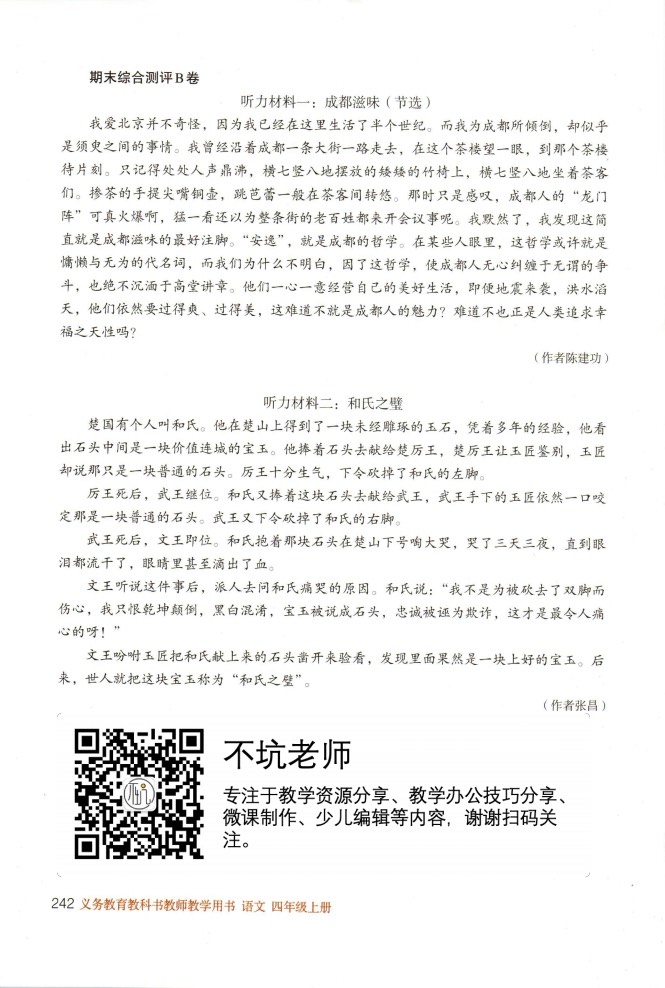 期末综合测评B卷
听力材料一：成都滋味（节选）
我爱北京并不奇怪，因为我已经在这里生活了半个世纪。而我为成都所倾倒，却似乎
是须臾之间的事情。我曾经沿着成都一条大街一路走去，在这个茶楼望一眼，到那个茶楼
待片刻。只记得处处人声鼎沸，横七竖八地摆放的矮矮的竹椅上，横七竖八地坐着茶客
们。掺茶的手提尖嘴铜壶，跳芭蕾一般在茶客间转悠。那时只是感叹，成都人的“龙门
阵”可真火爆啊，猛一看还以为整条街的老百姓都来开会议事呢。我默然了，我发现这简
直就是成都滋味的最好注脚。“安逸”，就是成都的哲学。在某些人眼里，这哲学或许就是
慵懒与无为的代名词，而我们为什么不明白，因了这哲学，使成都人无心纠缠于无谓的争
斗，也绝不沉湎于高堂讲章。他们一心一意经营自己的美好生活，即便地震来袭，洪水滔
天，他们依然要过得爽、过得美，这难道不就是成都人的魅力？难道不也正是人类追求幸
福之天性吗？
（作者陈建功）
听力材料二：和氏之璧
楚国有个人叫和氏。他在楚山上得到了一块未经雕琢的玉石，凭着多年的经验，他看
出石头中间是一块价值连城的宝玉。他捧着石头去献给楚厉王，楚厉王让玉匠鉴别，玉匠
却说那只是一块普通的石头。厉王十分生气，下令砍掉了和氏的左脚。
厉王死后，武王继位。和氏又捧着这块石头去献给武王，武王手下的玉匠依然一口咬
定那是一块普通的石头。武王又下令砍掉了和氏的右脚。
武王死后，文王即位。和氏抱着那块石头在楚山下号啕大哭，哭了三天三夜，直到眼
泪都流干了，眼睛里甚至滴出了血。
文王听说这件事后，派人去问和氏痛哭的原因。和氏说：“我不是为被砍去了双脚而
伤心，我只恨乾坤颠倒，黑白混淆，宝玉被说成石头，忠诚被诬为欺诈，这才是最令人痛
心的呀！”
文王吩咐玉匠把和氏献上来的石头凿开来验看，发现里面果然是一块上好的宝玉。后
来，世人就把这块宝玉称为“和氏之璧”。
（作者张昌）
不坑老师
专注于教学资源分享、教学办公技巧分享、
微课制作、少儿编辑等内容，谢谢扫码关
注。
242 义务教育教科书教师教学用书 语文 四年级上册